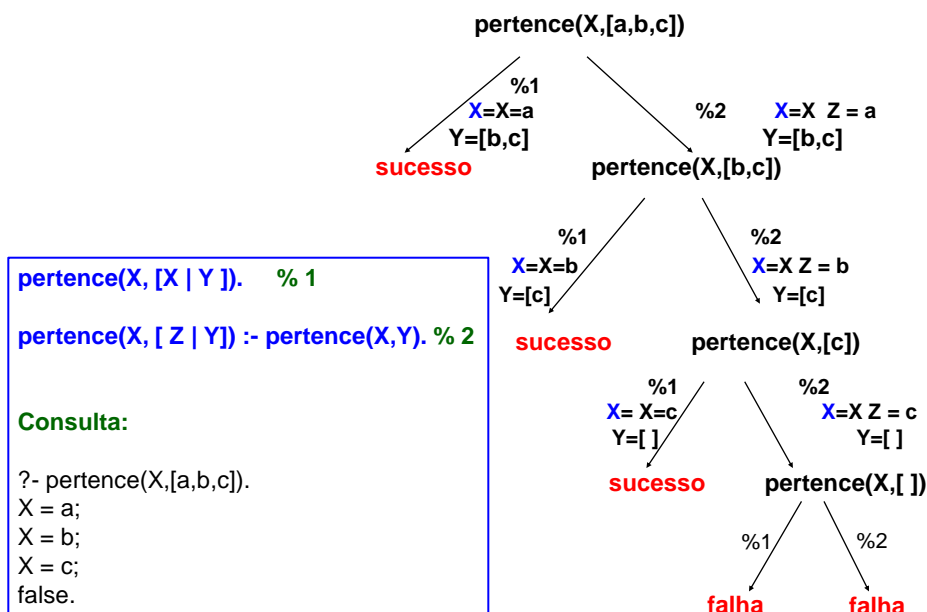 pertence(X,[a,b,c])
%1
X=X=a
Y=[b,c]
%2 X=X Z = a
Y=[b,c]
sucesso
pertence(X,[b,c])
%1
X=X=b
Y=[c]
%2
X=X Z = b
Y=[c]
sucesso
pertence(X,[c])
%1
X= X=c
Y=[ ]
%2
X=X Z = c
Y=[ ]
sucesso
pertence(X,[ ])
%1
%2
falha
falha
pertence(X, [X | Y ]). % 1
pertence(X, [ Z | Y]) :- pertence(X,Y). % 2
Consulta:
?- pertence(X,[a,b,c]).
X = a;
X = b;
X = c;
false.